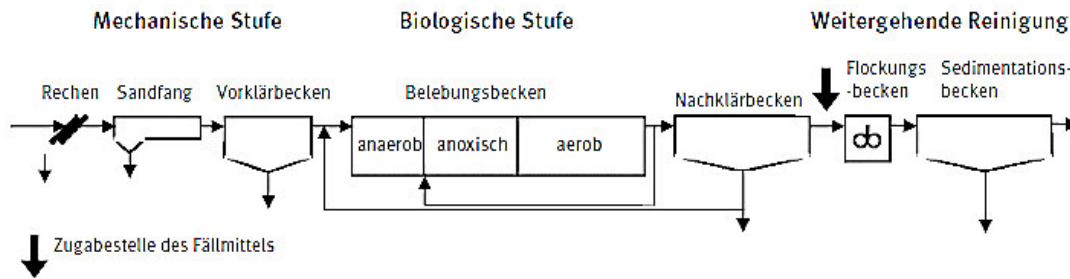 Mechanische Stufe
Biologische Stufe
Weitergehende Reinigung
Rechen
Sandfang
Vorklärbecken
Belebungsbecken
Nachklärbecken
Flockungs
-becken
Sedimentations-
becken
anaerob
anoxisch
aerob
Zugabestelle des Fällmittels